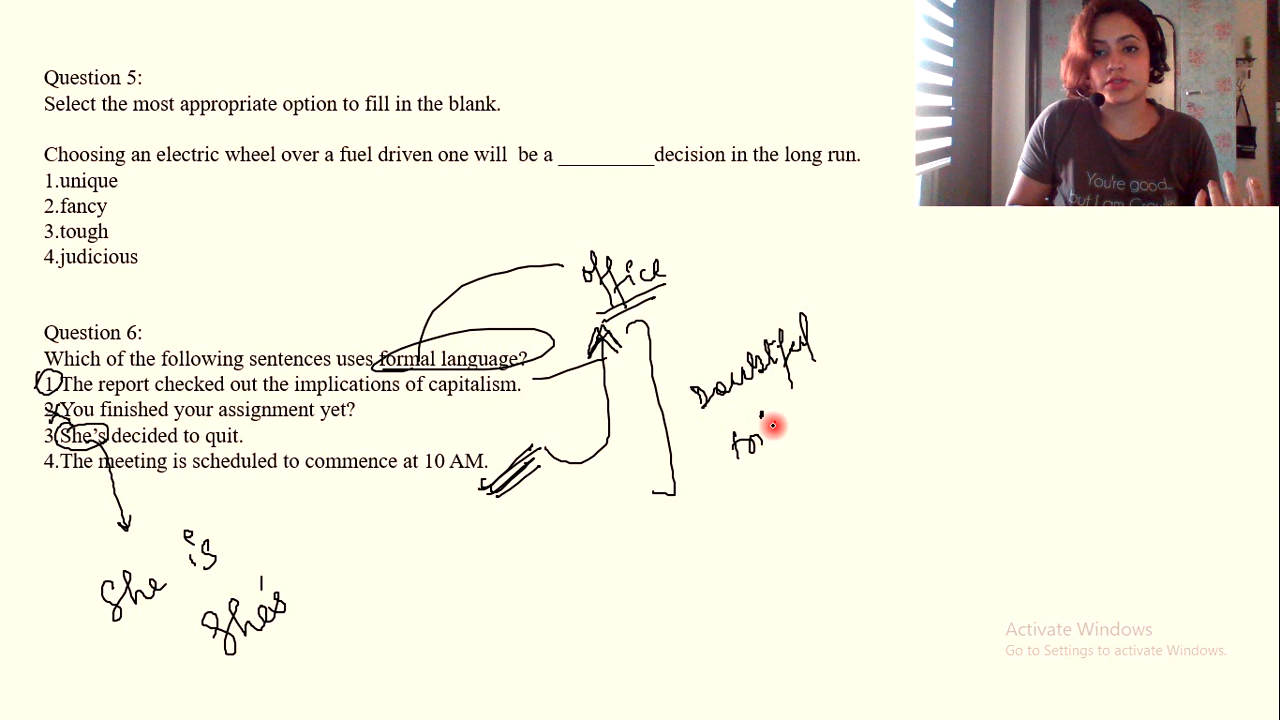 Question 5:
Select the most appropriate option to fill in the blank.
Choosing an electric wheel over a fuel driven one will  be a _________decision in the long run.
1.unique
2.fancy
3.tough
4.judicious
office
Question 6:
Which of the following sentences uses formal language?
1.The report checked out the implications of capitalism.
2.You finished your assignment yet?
3.She's decided to quit.
4.The meeting is scheduled to commence at 10 AM.
She is
She's
You're good..
Activate Windows
Go to Settings to activate Windows.